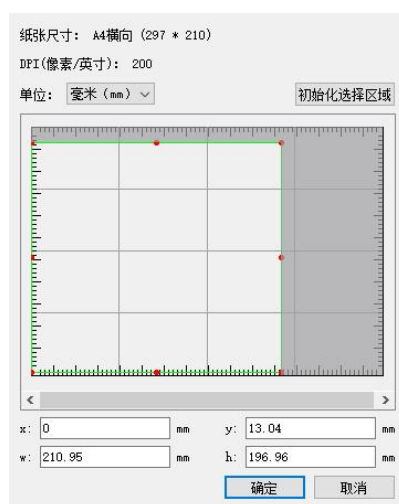 纸张尺寸： A4横向（297 * 210）
DPI(像素/英寸)： 200
单位： 毫米（mm） 初始化选择区域
x: 0 mm y: 13.04 mm
w: 210.95 mm h: 196.96 mm
确定 取消